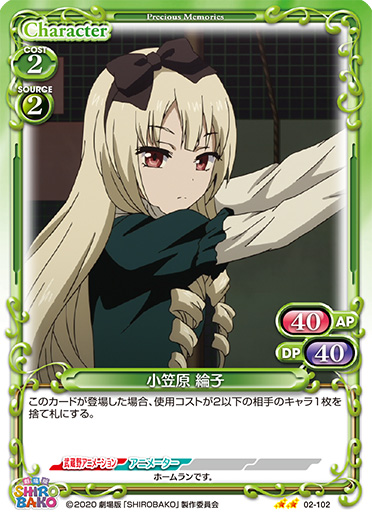 Precious Memories
Character
COST
2
SOURCE
2
40 AP
DP 40
小笠原 綸子
このカードが登場した場合、使用コストが2以下の相手のキャラ1枚を
捨て札にする。
武蔵野アニメーション アニメーター
ホームランです。
劇場版
SHIRO
BAKO
©2020 劇場版「SHIROBAKO」製作委員会
02-102